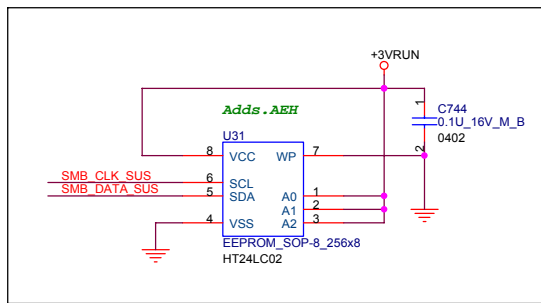 +3VRUN
Adds.AEH
C744
0.1U_16V_M_B
0402
1
2
U31
8 VCC WP 7
SMB_CLK_SUS 6 SCL
SMB_DATA_SUS 5 SDA A0 1
A1 2
4 VSS A2 3
EEPROM_SOP-8_256x8
HT24LC02